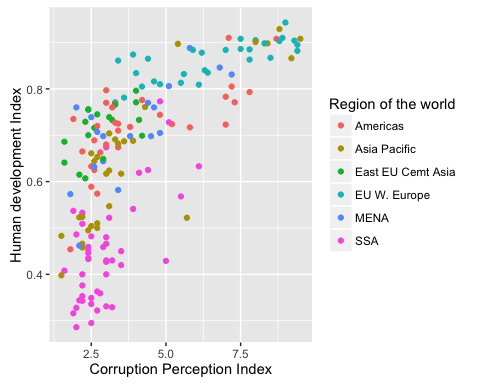 Human development Index
0.8
0.6
0.4
2.5 5.0 7.5
Corruption Perception Index
Region of the world
Americas
Asia Pacific
East EU Cemt Asia
EU W. Europe
MENA
SSA